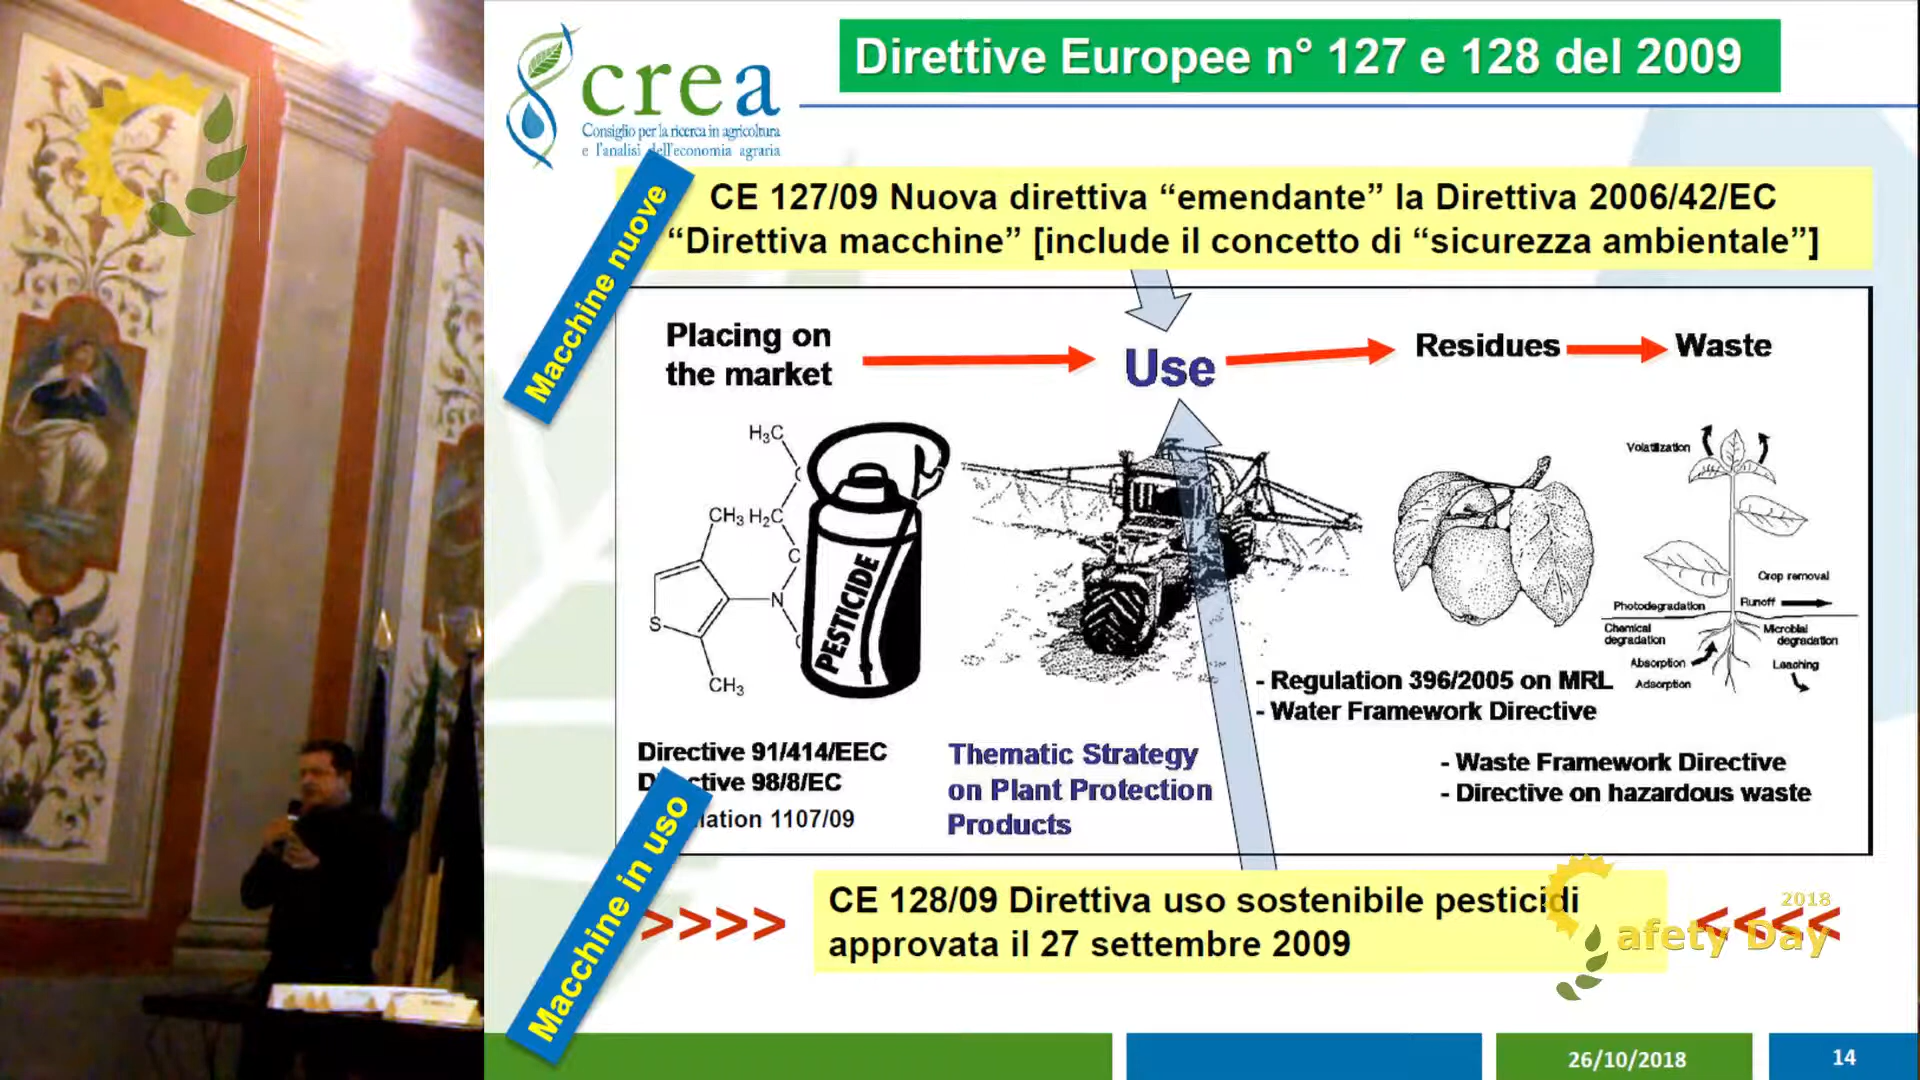 crea
Consiglio per la ricerca in agricoltura
e l'analisi dell'economia agraria
Direttive Europee n° 127 e 128 del 2009
Macchine nuove
CE 127/09 Nuova direttiva “emendante” la Direttiva 2006/42/EC
“Direttiva macchine” [include il concetto di “sicurezza ambientale”]
Placing on
the market
Use
Residues
Waste
H₃C
CH₃ H₂C
C
N
S
CH₃
PESTICIDE
Volatilization
Crop removal
Photodegradation
Runoff
Chemical
degradation
Microbial
degradation
Absorption
Leaching
Adsorption
- Regulation 396/2005 on MRL
- Water Framework Directive
Directive 91/414/EEC
Directive 98/8/EC
lation 1107/09
Thematic Strategy
on Plant Protection
Products
- Waste Framework Directive
- Directive on hazardous waste
Macchine in uso
>>>>
CE 128/09 Direttiva uso sostenibile pesticidi
approvata il 27 settembre 2009
<<<<
2018
afety Day
26/10/2018
14